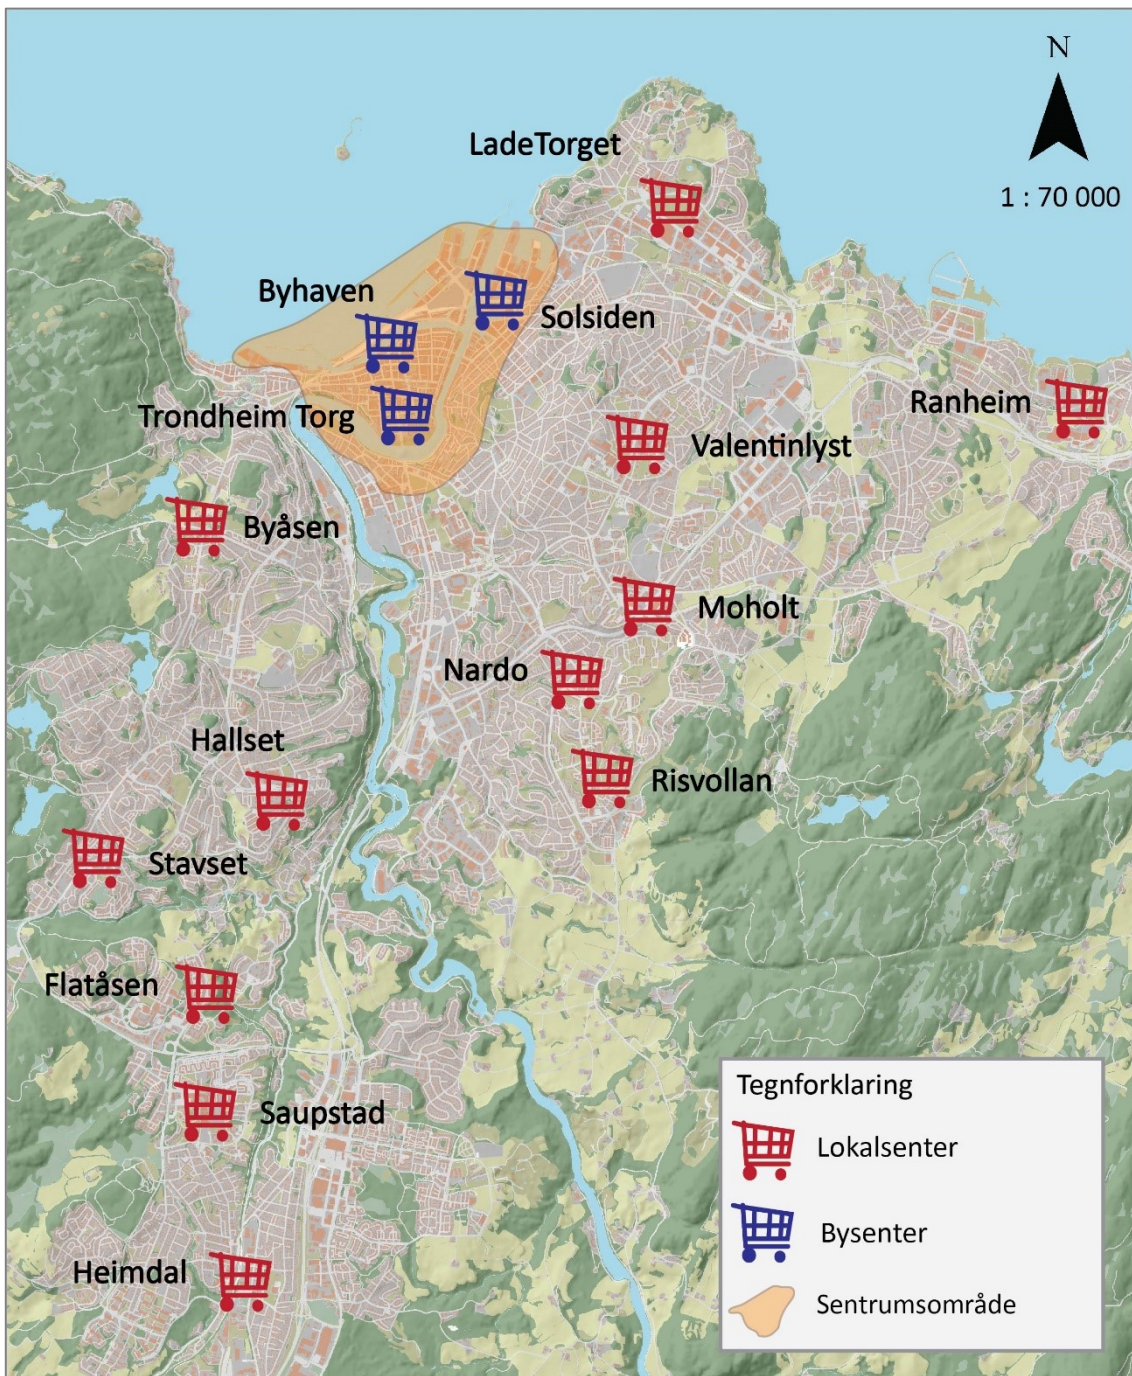 N
1 : 70 000
LadeTorget
Byhaven
Solsiden
Ranheim
Trondheim Torg
Valentinlyst
Byåsen
Moholt
Nardo
Hallset
Risvollan
Stavset
Flatåsen
Saupstad
Heimdal
Tegnforklaring
Lokalsenter
Bysenter
Sentrumsområde